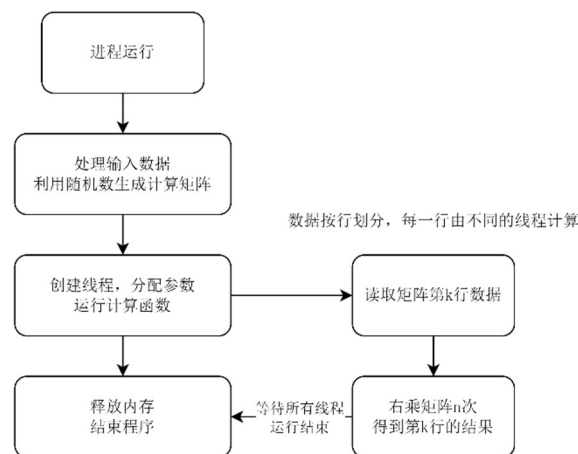 进程运行
处理输入数据
利用随机数生成计算矩阵
数据按行划分，每一行由不同的线程计算
创建线程，分配参数
运行计算函数
读取矩阵第k行数据
释放内存
结束程序
等待所有线程
运行结束
右乘矩阵n次
得到第k行的结果